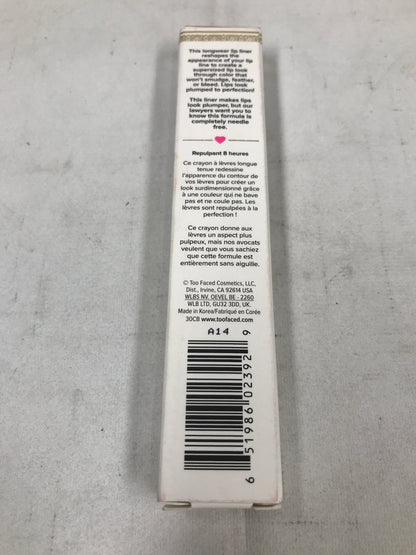 This longwear lip liner
reshapes the
appearance of your lip
line to create a
supersized lip look
through color that
won't smudge, feather,
or bleed. Lips look
plumped to perfection!
This liner makes lips
look plumper, but our
lawyers want you to
know this formula is
completely needle
free.
Repulpant 8 heures
Ce crayon à lèvres longue
tenue redessine
l'apparence du contour de
vos lèvres pour créer un
look surdimensionné grâce
à une couleur qui ne bave
pas et ne coule pas. Les
lèvres sont repulpées à la
perfection !
Ce crayon donne aux
lèvres un aspect plus
pulpeux, mais nos avocats
veulent que vous sachiez
que cette formule est
entièrement sans aiguille.
© Too Faced Cosmetics, LLC,
Dist., Irvine, CA 92614 USA
WLBS NV, OEVEL BE - 2260
WLB LTD, GU32 3DD, UK.
Made in Korea/Fabriqué en Corée
30CB www.toofaced.com
A14
6 51986 02392 9